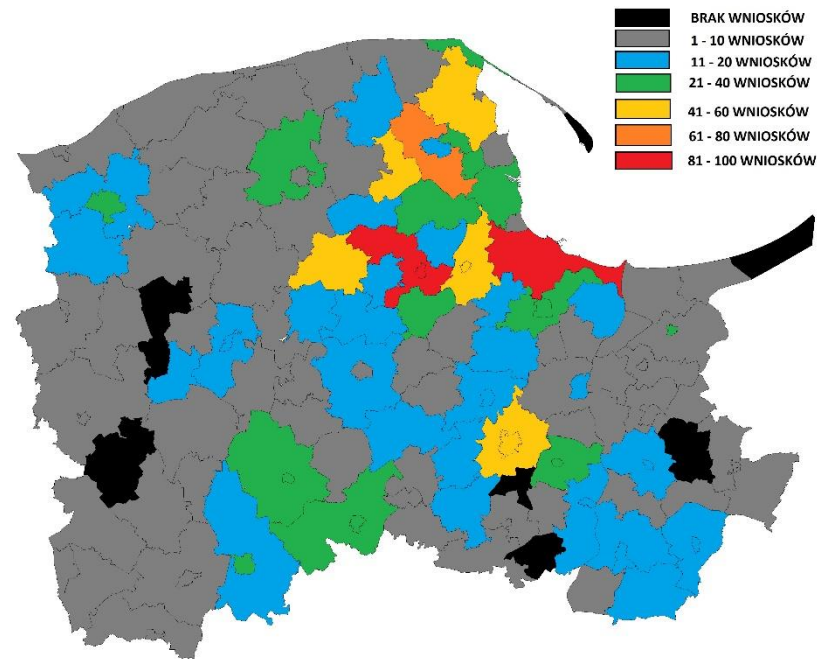 BRAK WNIOSKÓW
1 - 10 WNIOSKÓW
11 - 20 WNIOSKÓW
21 - 40 WNIOSKÓW
41 - 60 WNIOSKÓW
61 - 80 WNIOSKÓW
81 - 100 WNIOSKÓW